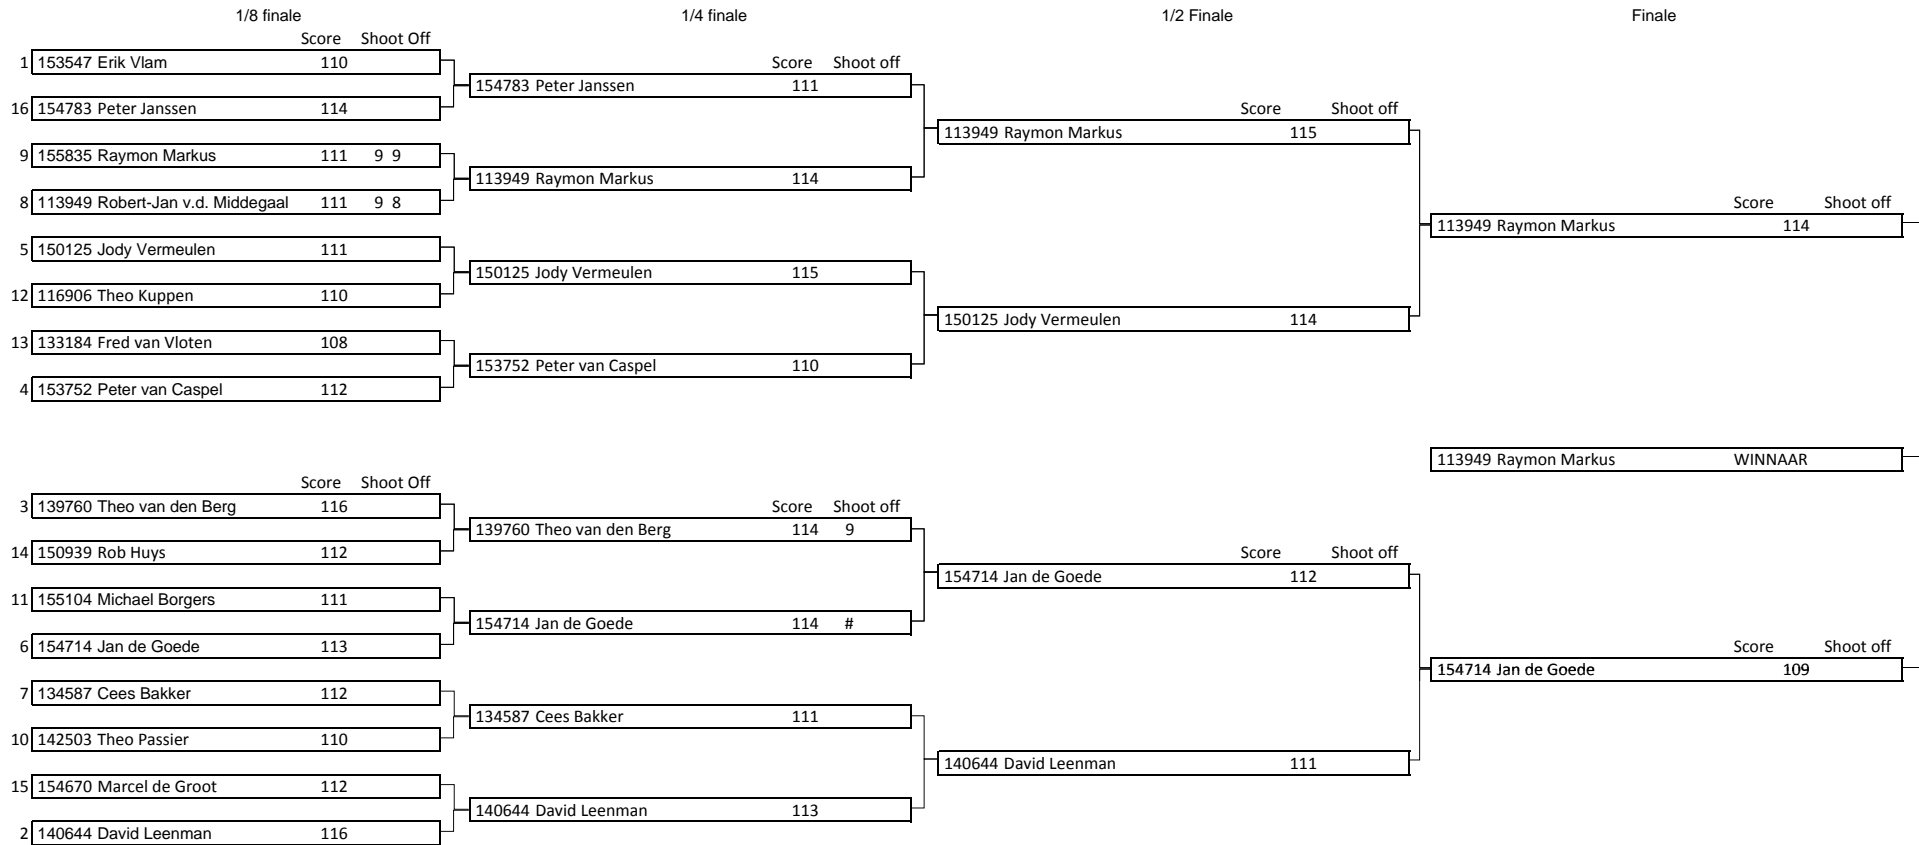 1/8 finale 1/4 finale 1/2 Finale Finale
Score Shoot Off
1 153547 Erik Vlam 110
Score Shoot off
154783 Peter Janssen 111
16 154783 Peter Janssen 114
Score Shoot off
113949 Raymon Markus 115
9 155835 Raymon Markus 111 9 9
113949 Raymon Markus 114
8 113949 Robert-Jan v.d. Middegaal 111 9 8
Score Shoot off
113949 Raymon Markus 114
5 150125 Jody Vermeulen 111
150125 Jody Vermeulen 115
12 116906 Theo Kuppen 110
150125 Jody Vermeulen 114
13 133184 Fred van Vloten 108
153752 Peter van Caspel 110
4 153752 Peter van Caspel 112
113949 Raymon Markus WINNAAR
Score Shoot Off
3 139760 Theo van den Berg 116
Score Shoot off
139760 Theo van den Berg 114 9
14 150939 Rob Huys 112
Score Shoot off
154714 Jan de Goede 112
11 155104 Michael Borgers 111
154714 Jan de Goede 114 #
6 154714 Jan de Goede 113
Score Shoot off
154714 Jan de Goede 109
7 134587 Cees Bakker 112
134587 Cees Bakker 111
10 142503 Theo Passier 110
140644 David Leenman 111
15 154670 Marcel de Groot 112
140644 David Leenman 113
2 140644 David Leenman 116